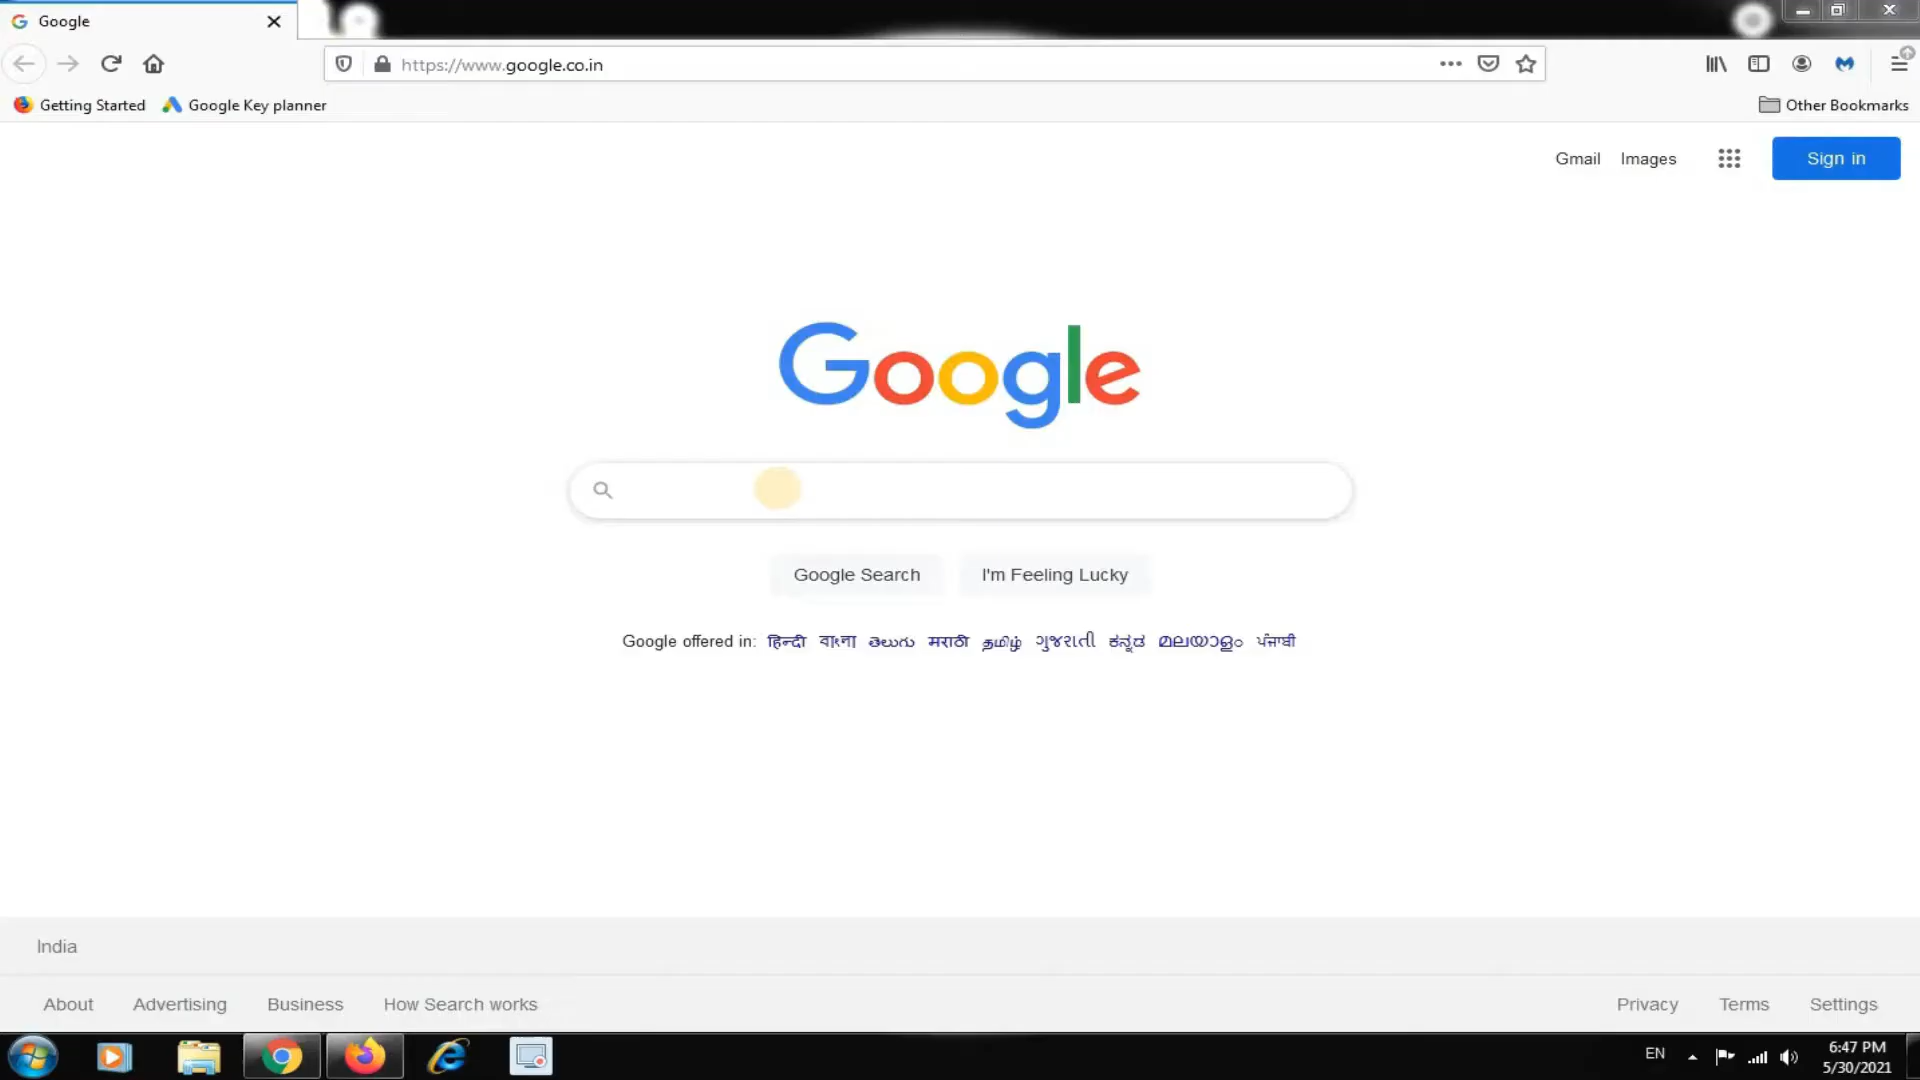 Google
https://www.google.co.in
Getting Started Google Key planner Other Bookmarks
Gmail Images Sign in
Google
Google Search I'm Feeling Lucky
Google offered in: हिन्दी বাংলা తెలుగు मराठी தமிழ் ગુજરાતી ಕನ್ನಡ മലയാളം ਪੰਜਾਬੀ
India
About Advertising Business How Search works Privacy Terms Settings
EN 6:47 PM
5/30/2021